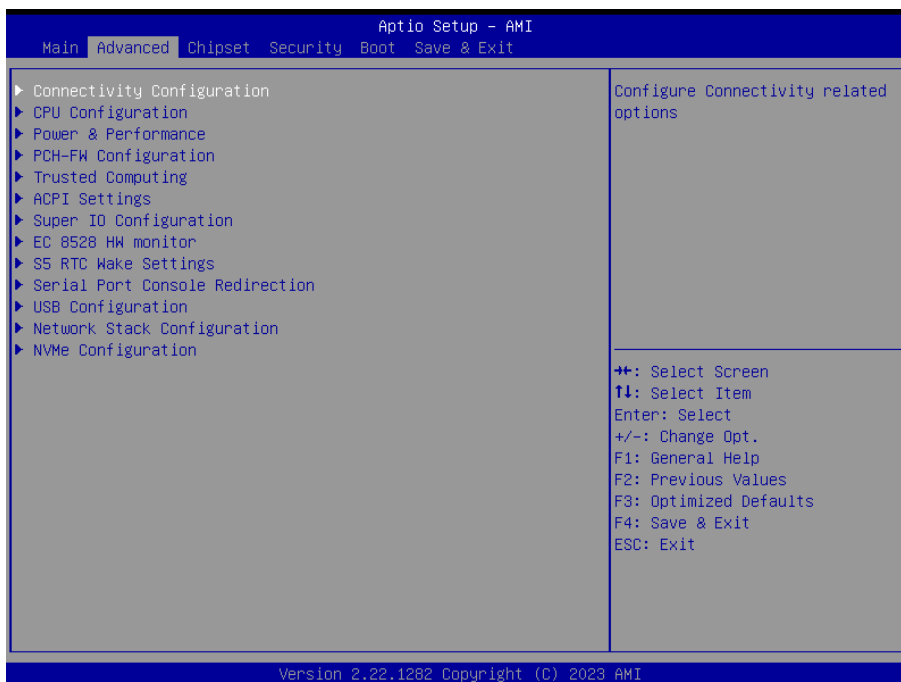 Aptio Setup – AMI
Main Advanced Chipset Security Boot Save & Exit
Connectivity Configuration
CPU Configuration
Power & Performance
PCH-FW Configuration
Trusted Computing
ACPI Settings
Super IO Configuration
EC 8528 HW monitor
S5 RTC Wake Settings
Serial Port Console Redirection
USB Configuration
Network Stack Configuration
NVMe Configuration
Configure Connectivity related
options
→←: Select Screen
↑↓: Select Item
Enter: Select
+/-: Change Opt.
F1: General Help
F2: Previous Values
F3: Optimized Defaults
F4: Save & Exit
ESC: Exit
Version 2.22.1282 Copyright (C) 2023 AMI